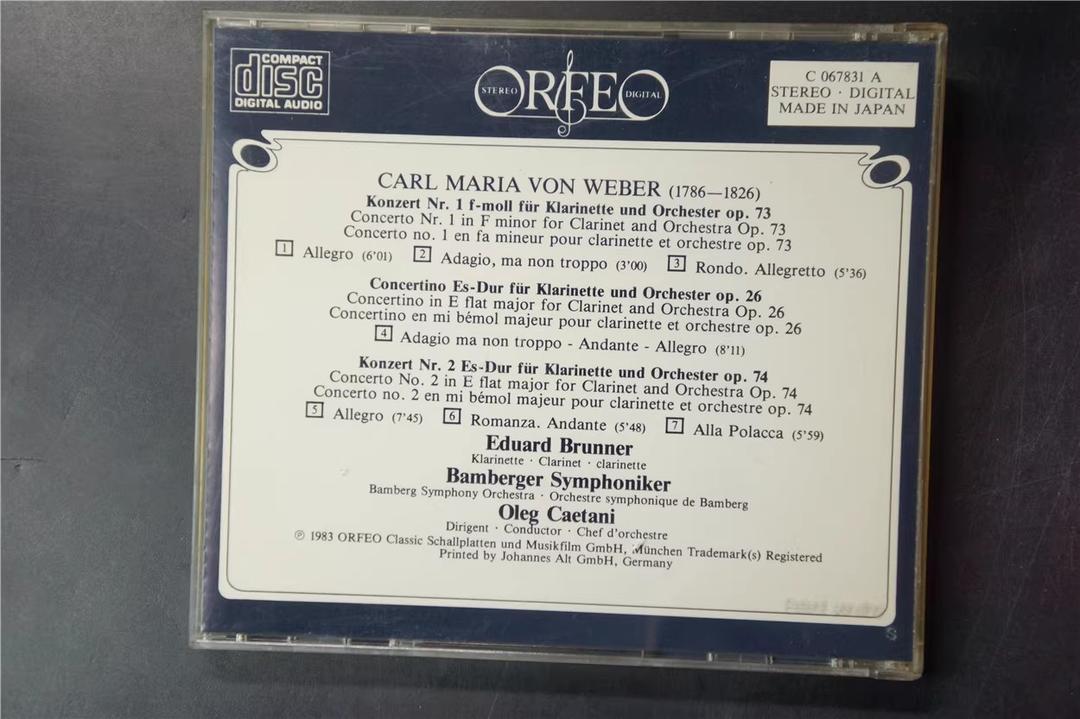 COMPACT
disc
DIGITAL AUDIO
STEREO ORFEO DIGITAL
C 067831 A
STEREO · DIGITAL
MADE IN JAPAN
CARL MARIA VON WEBER (1786—1826)
Konzert Nr. 1 f-moll für Klarinette und Orchester op. 73
Concerto Nr. 1 in F minor for Clarinet and Orchestra Op. 73
Concerto no. 1 en fa mineur pour clarinette et orchestre op. 73
1 Allegro (6'01) 2 Adagio, ma non troppo (3'00) 3 Rondo. Allegretto (5'36)
Concertino Es-Dur für Klarinette und Orchester op. 26
Concertino in E flat major for Clarinet and Orchestra Op. 26
Concertino en mi bémol majeur pour clarinette et orchestre op. 26
4 Adagio ma non troppo - Andante - Allegro (8'11)
Konzert Nr. 2 Es-Dur für Klarinette und Orchester op. 74
Concerto No. 2 in E flat major for Clarinet and Orchestra Op. 74
Concerto no. 2 en mi bémol majeur pour clarinette et orchestre op. 74
5 Allegro (7'45) 6 Romanza. Andante (5'48) 7 Alla Polacca (5'59)
Eduard Brunner
Klarinette · Clarinet · clarinette
Bamberger Symphoniker
Bamberg Symphony Orchestra · Orchestre symphonique de Bamberg
Oleg Caetani
Dirigent · Conductor · Chef d'orchestre
℗ 1983 ORFEO Classic Schallplatten und Musikfilm GmbH, München Trademark(s) Registered
Printed by Johannes Alt GmbH, Germany
S